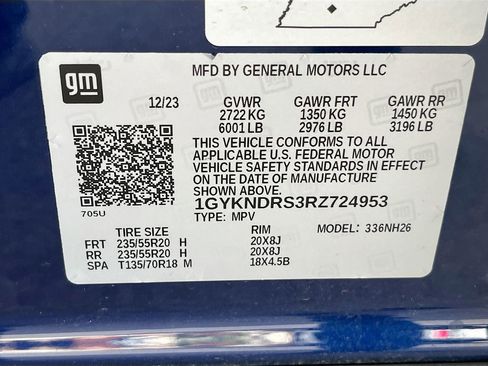 gm
MFD BY GENERAL MOTORS LLC
12/23 GVWR GAWR FRT GAWR RR
2722 KG 1350 KG 1450 KG
6001 LB 2976 LB 3196 LB
THIS VEHICLE CONFORMS TO ALL
APPLICABLE U.S. FEDERAL MOTOR
VEHICLE SAFETY STANDARDS IN EFFECT
ON THE DATE OF MANUFACTURE
SHOWN ABOVE.
705U
1GYKNDRS3RZ724953
TYPE: MPV MODEL: 336NH26
TIRE SIZE RIM
FRT 235/55R20 H 20X8J
RR 235/55R20 H 20X8J
SPA T135/70R18 M 18X4.5B